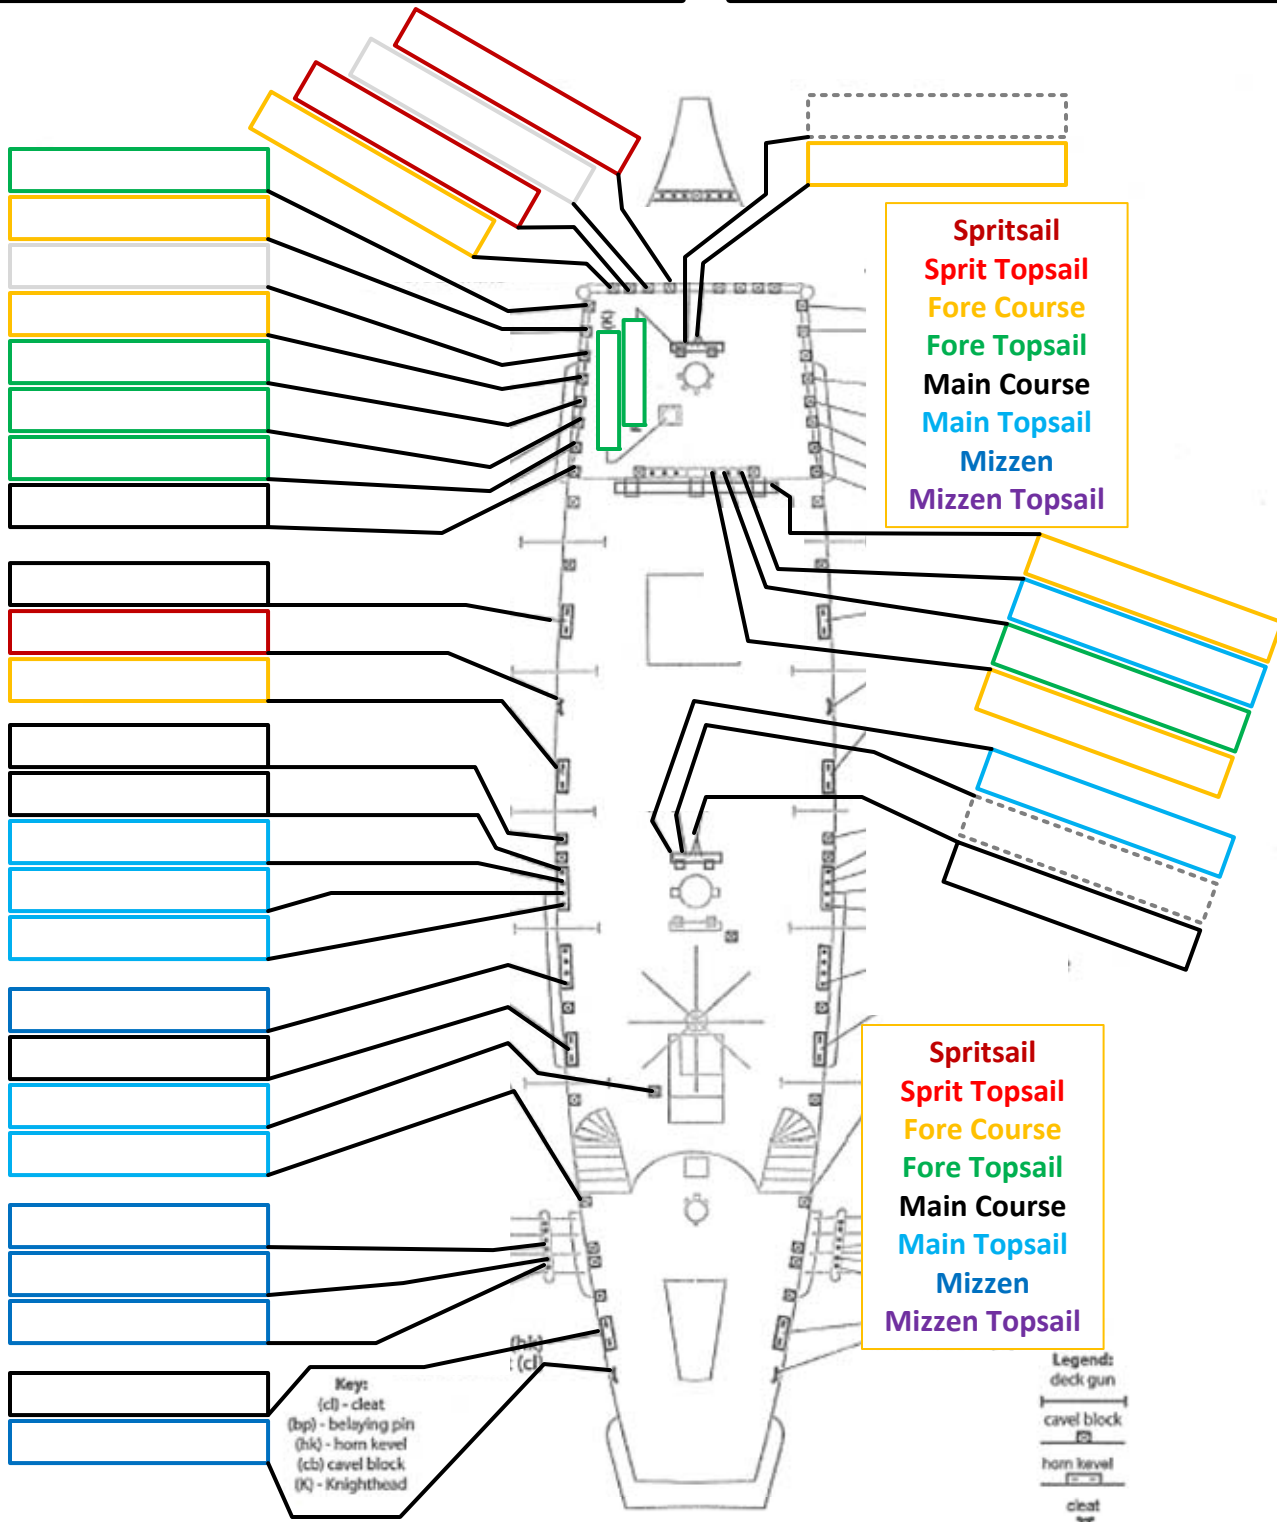 Spritsail
Sprit Topsail
Fore Course
Fore Topsail
Main Course
Main Topsail
Mizzen
Mizzen Topsail
(K)
Spritsail
Sprit Topsail
Fore Course
Fore Topsail
Main Course
Main Topsail
Mizzen
Mizzen Topsail
(hk)
(cl)
Key:
(cl) - cleat
(bp) - belaying pin
(hk) - horn kevel
(cb) cavel block
(K) - Knighthead
Legend:
deck gun
cavel block
horn kevel
cleat